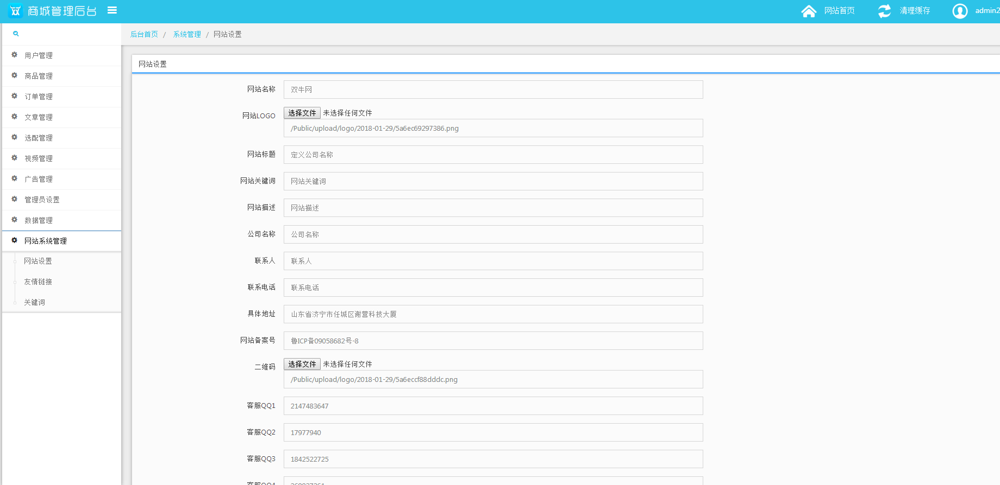 商城管理后台
网站首页
清理缓存
admin2
后台首页 / 系统管理 / 网站设置
用户管理
商品管理
订单管理
文章管理
选配管理
视频管理
广告管理
管理员设置
数据管理
网站系统管理
网站设置
友情链接
关键词
网站设置
网站名称 双牛网
网站LOGO 选择文件 未选择任何文件
/Public/upload/logo/2018-01-29/5a6ec69297386.png
网站标题 定义公司名称
网站关键词 网站关键词
网站描述 网站描述
公司名称 公司名称
联系人 联系人
联系电话 联系电话
具体地址 山东省济宁市任城区谢营科技大厦
网站备案号 鲁ICP备09058682号-8
二维码 选择文件 未选择任何文件
/Public/upload/logo/2018-01-29/5a6eccf88dddc.png
客服QQ1 2147483647
客服QQ2 17977940
客服QQ3 1842522725
客服QQ4